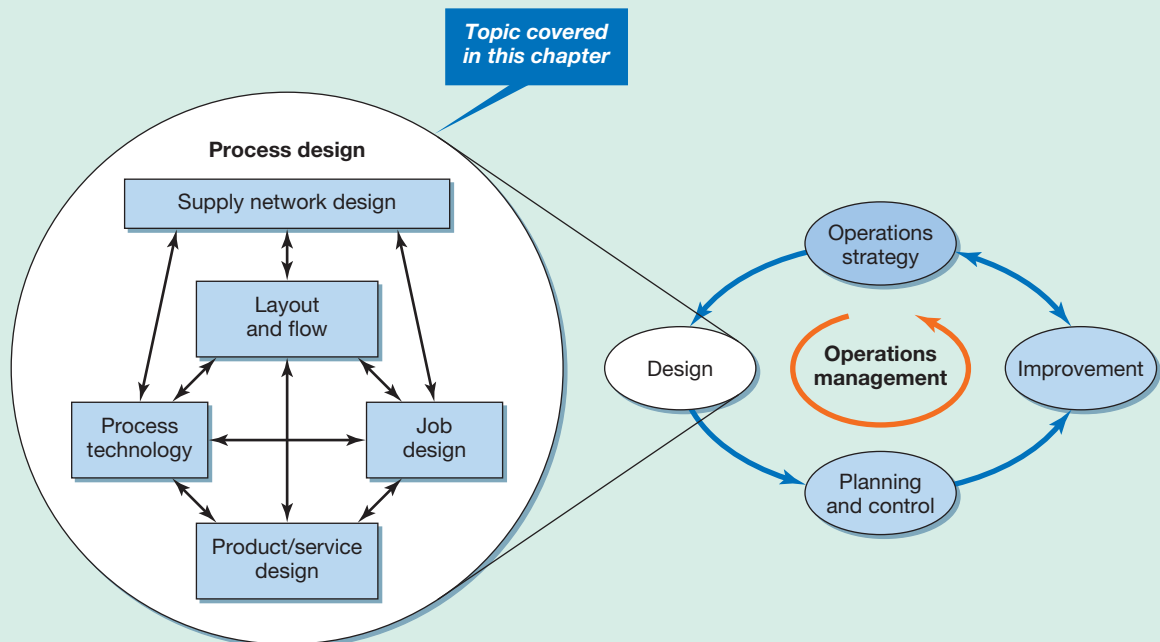 Topic covered
in this chapter
Process design
Supply network design
Layout
and flow
Process
technology
Job
design
Product/service
design
Operations
strategy
Design
Operations
management
Improvement
Planning
and control